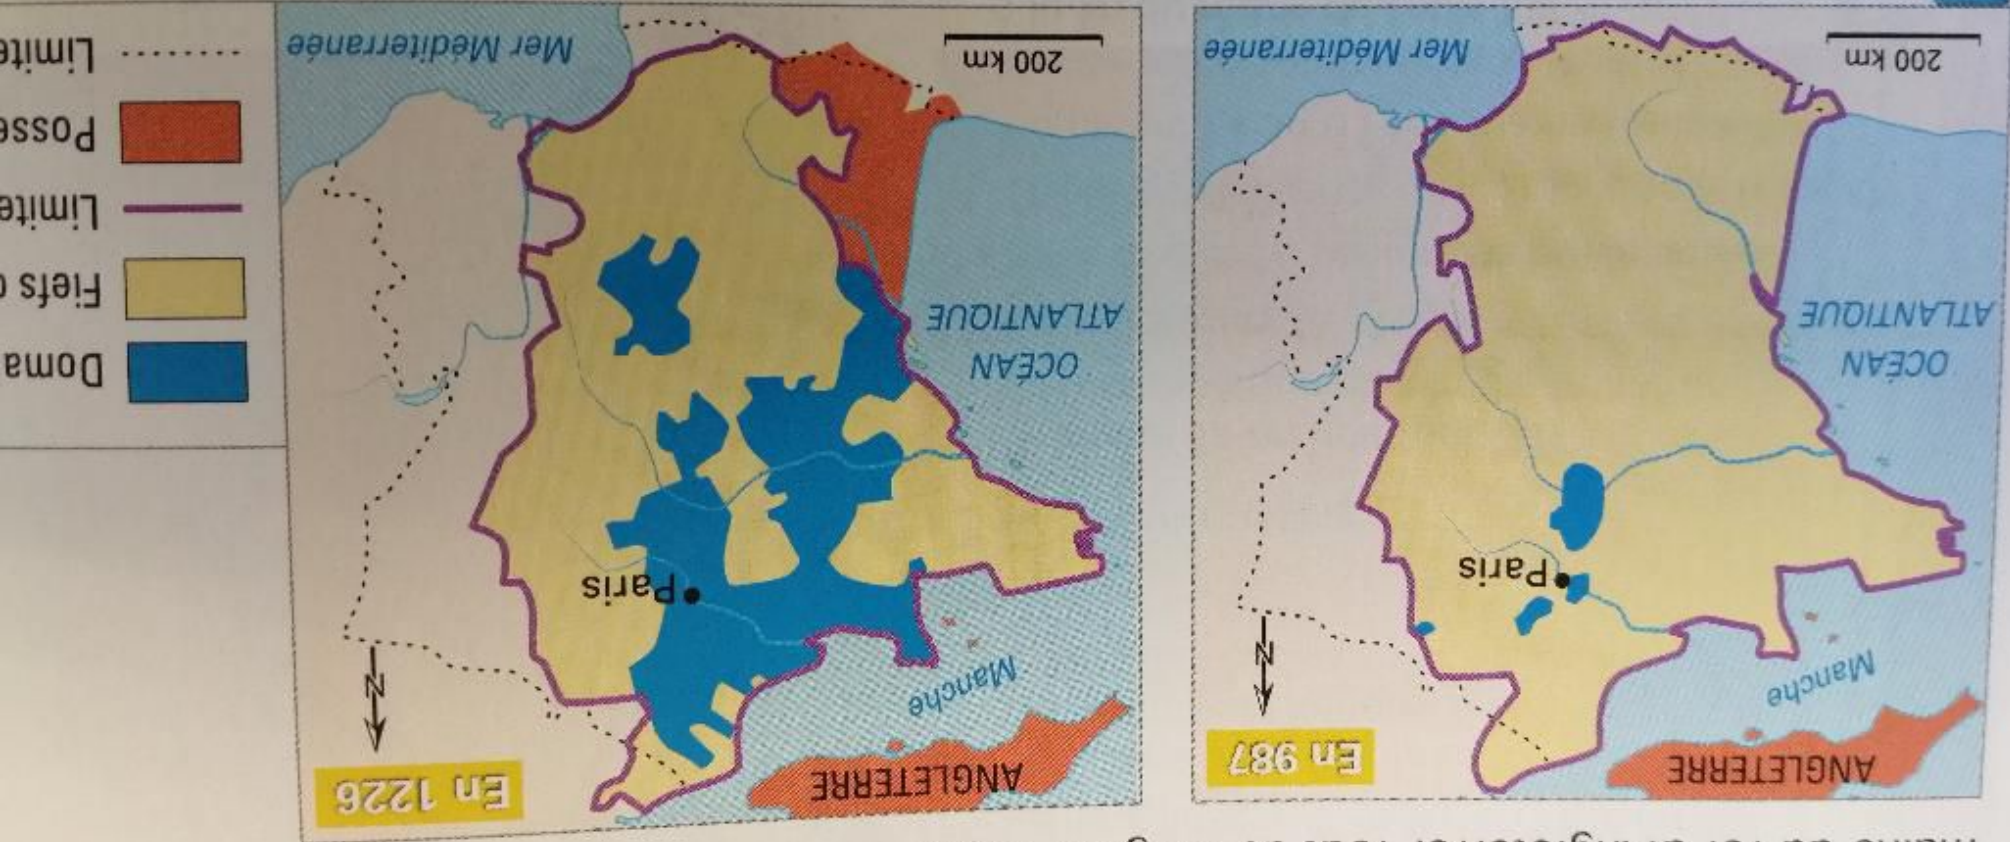 En 987
ANGLETERRE
Manche
N
Paris
OCÉAN
ATLANTIQUE
200 km
Mer Méditerranée
En 1226
ANGLETERRE
Manche
N
Paris
OCÉAN
ATLANTIQUE
200 km
Mer Méditerranée
Doma
Fiefs
Limite
Posse
Limite